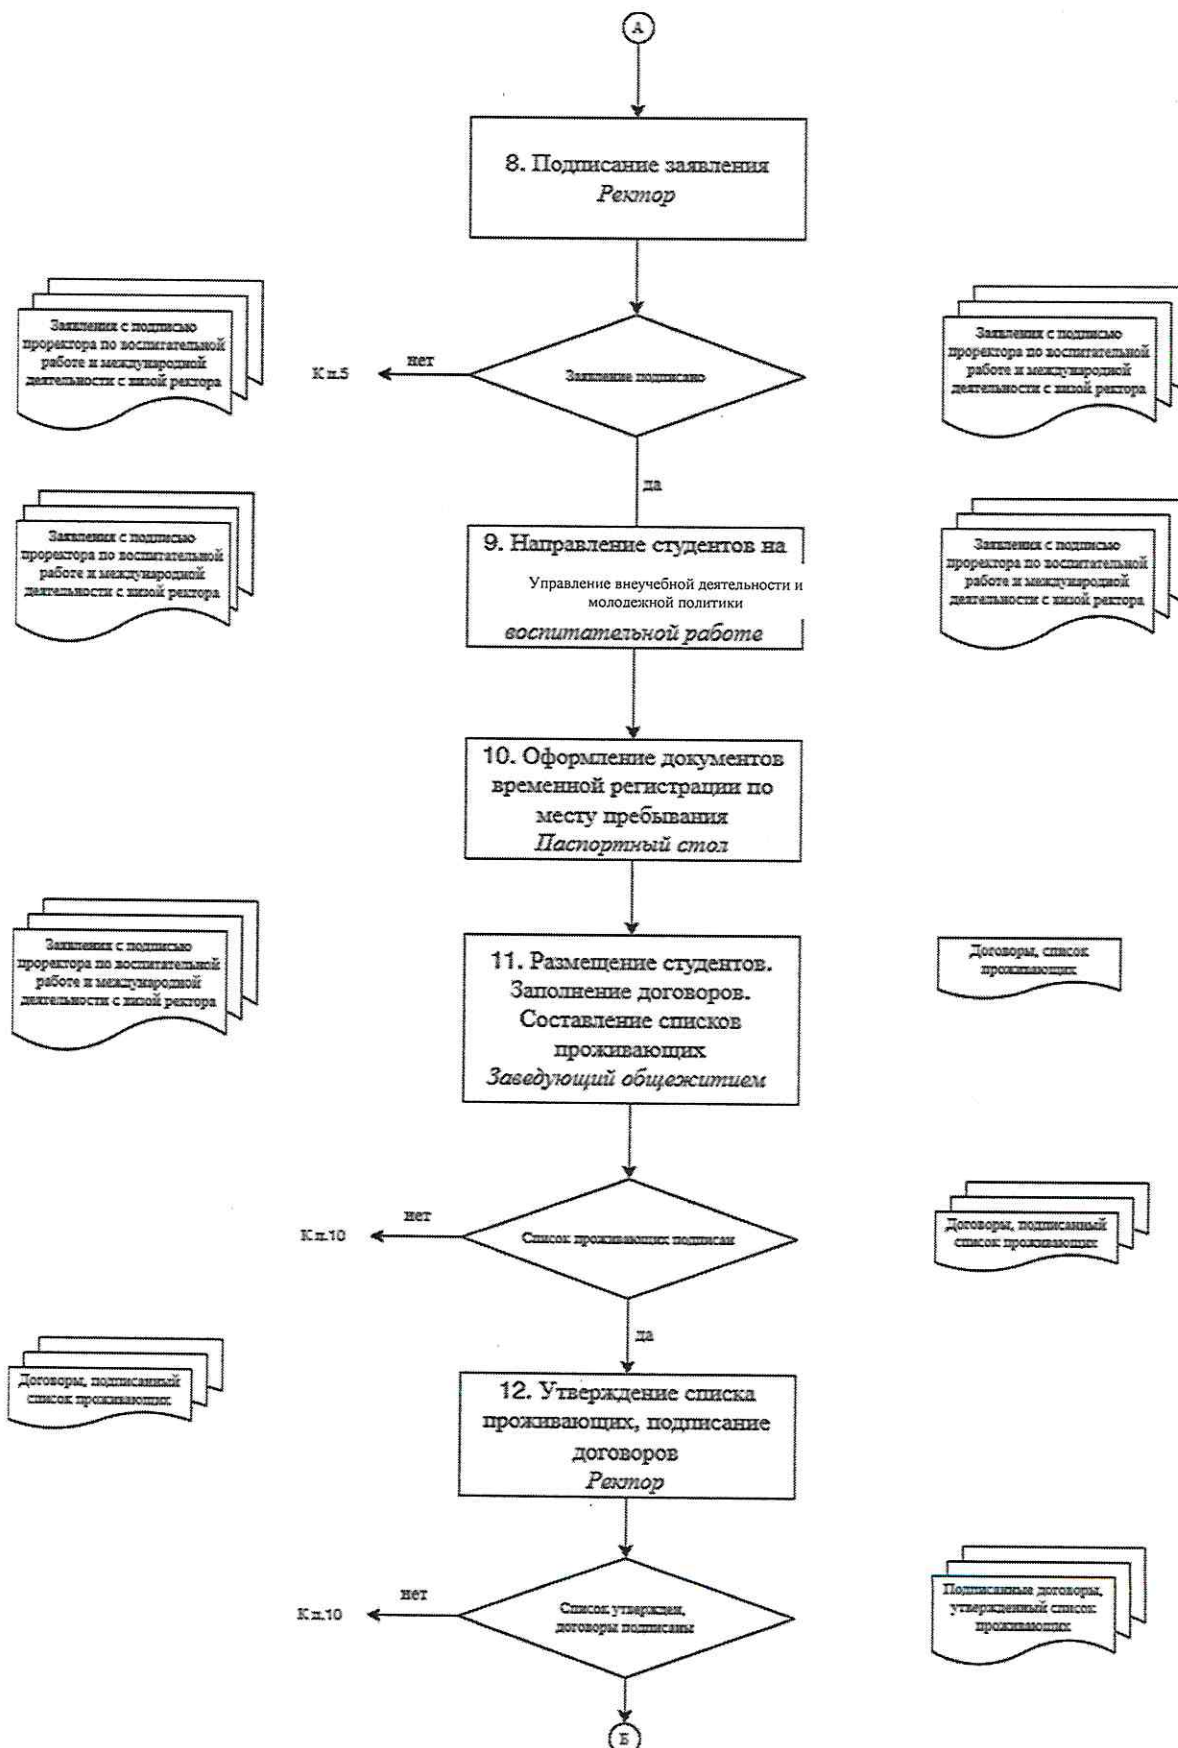 А
8. Подписание заявления
Ректор
Заявления с подписью
проректора по воспитательной
работе и международной
деятельности с визой ректора
К п.5
нет
Заявление подписано
Заявления с подписью
проректора по воспитательной
работе и международной
деятельности с визой ректора
да
Заявления с подписью
проректора по воспитательной
работе и международной
деятельности с визой ректора
9. Направление студентов на
Управление внеучебной деятельности и
молодежной политики
воспитательной работе
Заявления с подписью
проректора по воспитательной
работе и международной
деятельности с визой ректора
10. Оформление документов
временной регистрации по
месту пребывания
Паспортный стол
Заявления с подписью
проректора по воспитательной
работе и международной
деятельности с визой ректора
11. Размещение студентов.
Заполнение договоров.
Составление списков
проживающих
Заведующий общежитием
Договоры, список
проживающих
К п.10
нет
Список проживающих подписан
Договоры, подписанный
список проживающих
да
Договоры, подписанный
список проживающих
12. Утверждение списка
проживающих, подписание
договоров
Ректор
К п.10
нет
Список утвержден,
договоры подписаны
Подписанные договоры,
утвержденный список
проживающих
Б